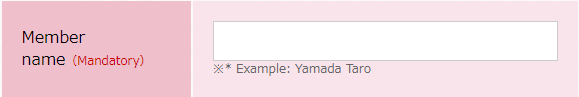 Member
name (Mandatory)
※* Example: Yamada Taro